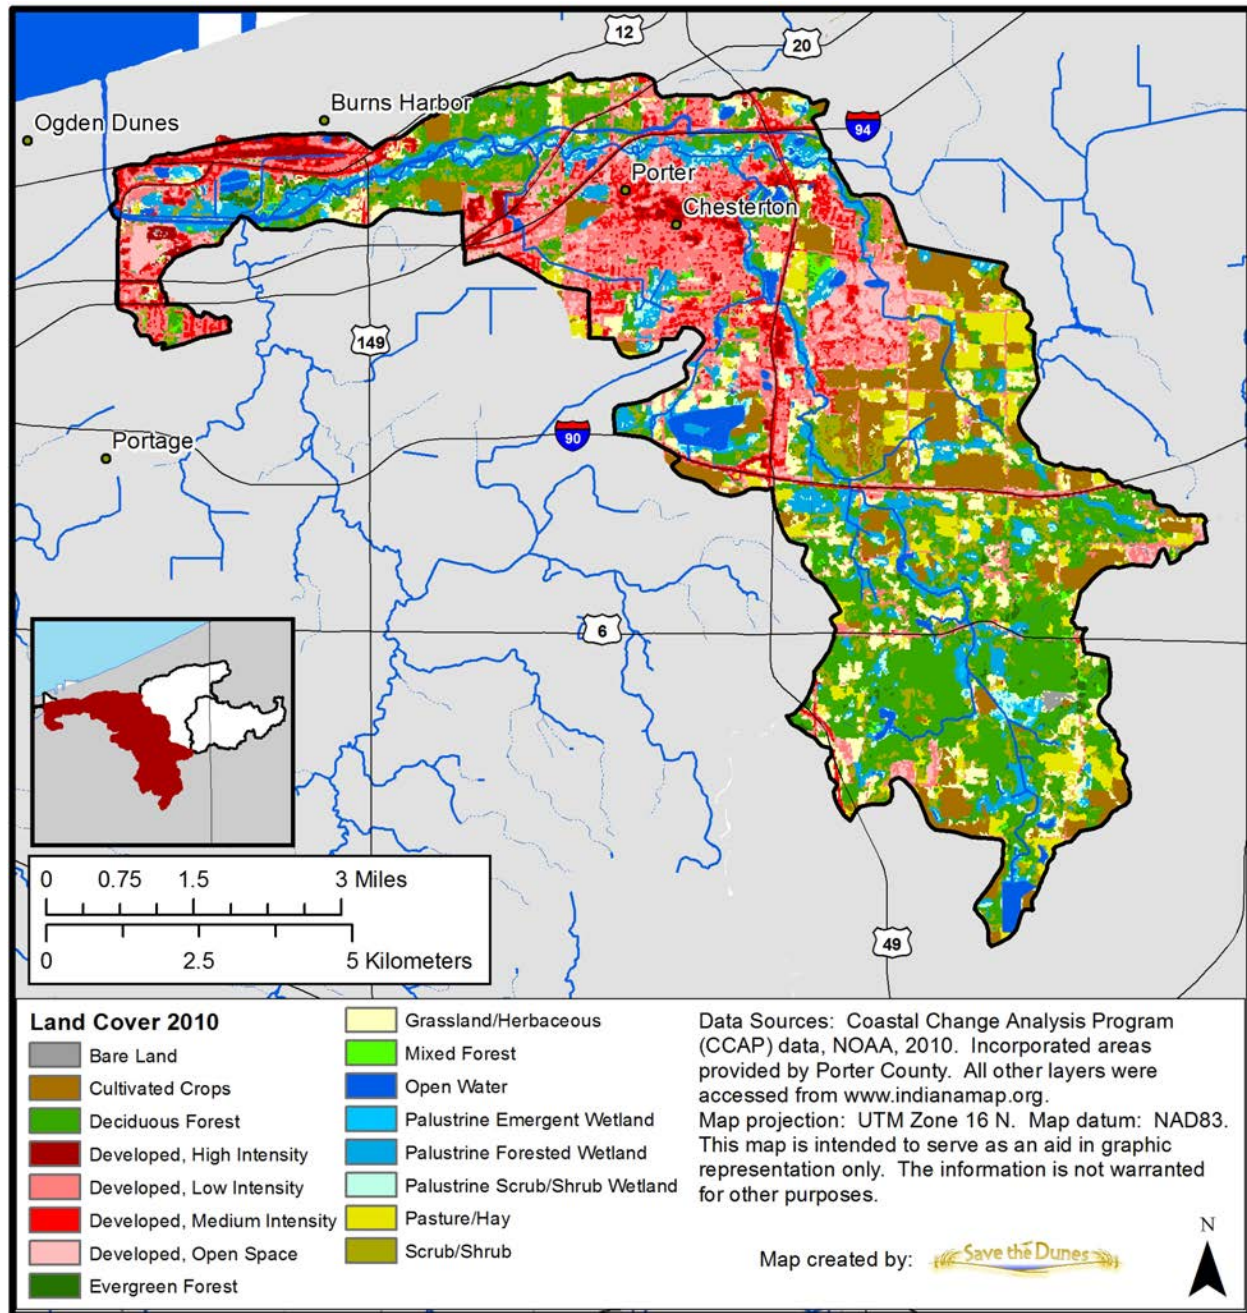 12
20
Burns Harbor
Ogden Dunes
94
Porter
Chesterton
149
Portage
90
6
49
0 0.75 1.5 3 Miles
0 2.5 5 Kilometers
Land Cover 2010
Bare Land
Cultivated Crops
Deciduous Forest
Developed, High Intensity
Developed, Low Intensity
Developed, Medium Intensity
Developed, Open Space
Evergreen Forest
Grassland/Herbaceous
Mixed Forest
Open Water
Palustrine Emergent Wetland
Palustrine Forested Wetland
Palustrine Scrub/Shrub Wetland
Pasture/Hay
Scrub/Shrub
Data Sources: Coastal Change Analysis Program
(CCAP) data, NOAA, 2010. Incorporated areas
provided by Porter County. All other layers were
accessed from www.indianamap.org.
Map projection: UTM Zone 16 N. Map datum: NAD83.
This map is intended to serve as an aid in graphic
representation only. The information is not warranted
for other purposes.
Map created by: Save the Dunes
N